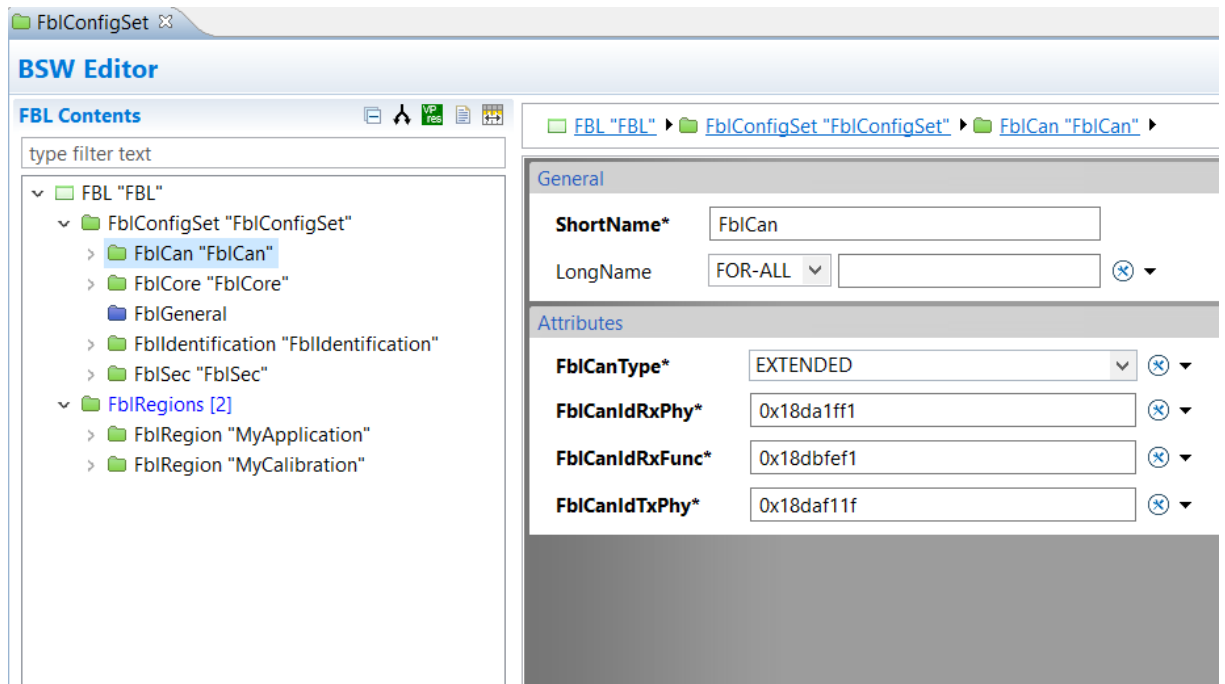 FblConfigSet
BSW Editor
FBL Contents
VP res
type filter text
FBL "FBL"
FblConfigSet "FblConfigSet"
FblCan "FblCan"
FblCore "FblCore"
FblGeneral
FblIdentification "FblIdentification"
FblSec "FblSec"
FblRegions [2]
FblRegion "MyApplication"
FblRegion "MyCalibration"
FBL "FBL" FblConfigSet "FblConfigSet" FblCan "FblCan"
General
ShortName* FblCan
LongName FOR-ALL
Attributes
FblCanType* EXTENDED
FblCanIdRxPhy* 0x18da1ff1
FblCanIdRxFunc* 0x18dbfef1
FblCanIdTxPhy* 0x18daf11f